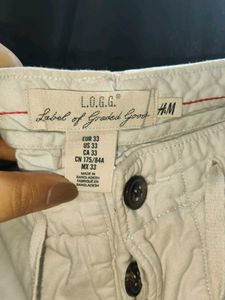 L.O.G.G.
Label of Graded Goods
H&M
EUR 33
US 33
CA 33
CN 175/84A
MX 33
MADE IN
BANGLADESH
FABRIQUÉ EN
BANGLADESH